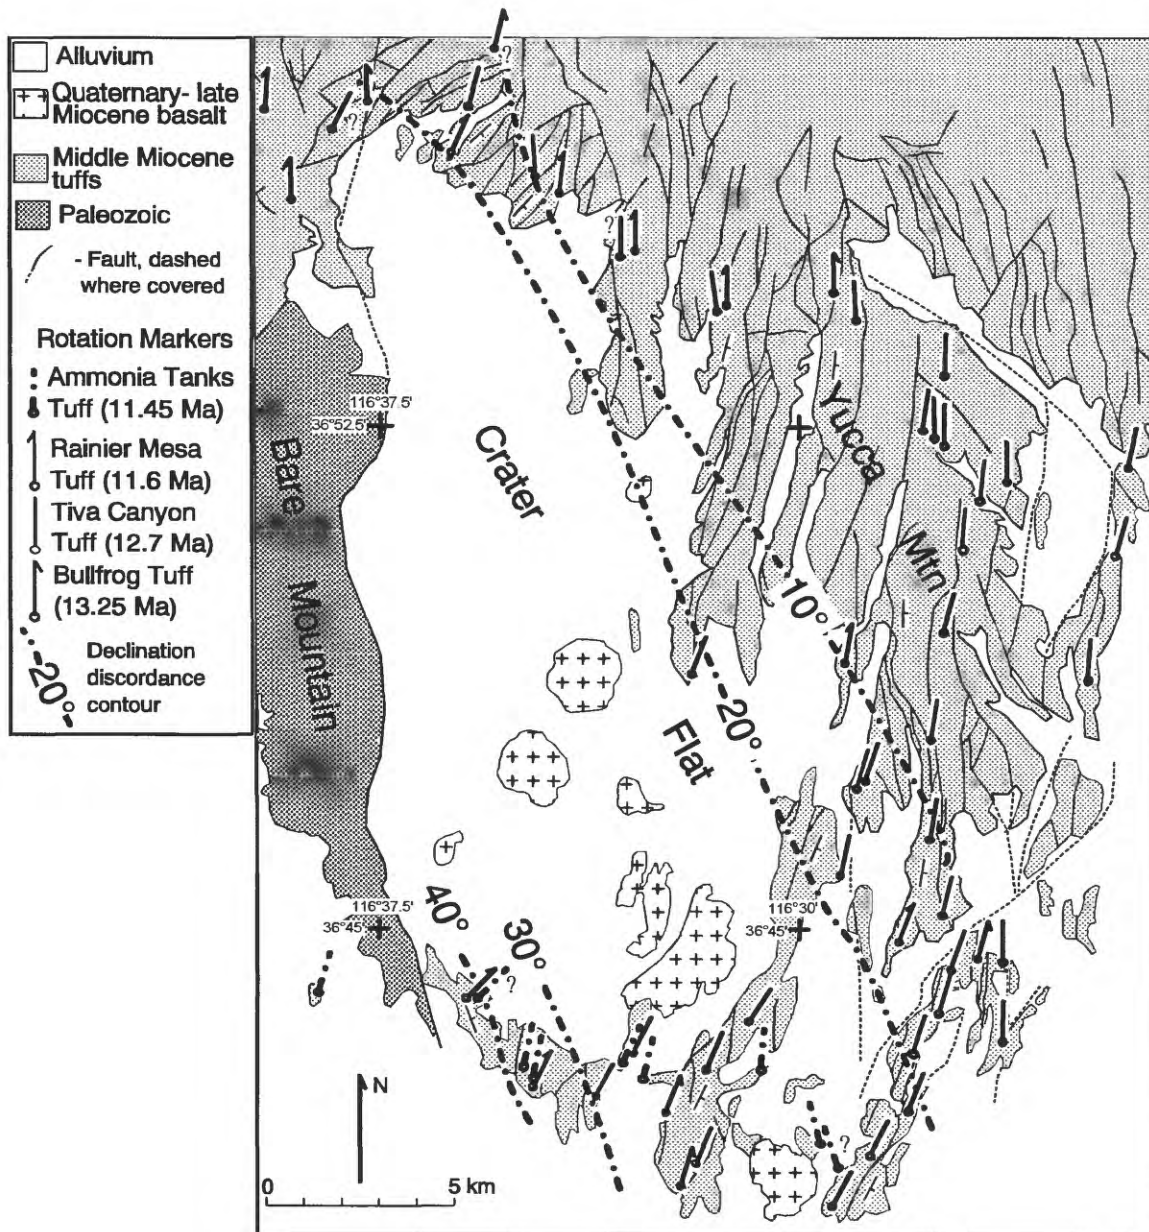 Alluvium
Quaternary- late
Miocene basalt
Middle Miocene
tuffs
Paleozoic
- Fault, dashed
where covered
Rotation Markers
Ammonia Tanks
Tuff (11.45 Ma)
Rainier Mesa
Tuff (11.6 Ma)
Tiva Canyon
Tuff (12.7 Ma)
Bullfrog Tuff
(13.25 Ma)
20°
Declination
discordance
contour
?
?
?
116°37.5'
36°52.5'
Bare
Mountain
Crater
Flat
Yucca
Mtn
10°
20°
40°
30°
116°37.5'
36°45'
116°30'
36°45'
?
?
N
0
5 km